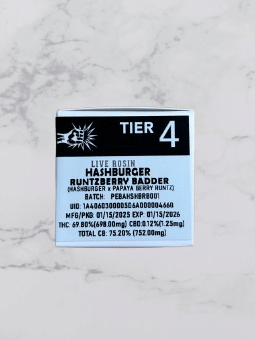 TIER 4
LIVE ROSIN
HASHBURGER
RUNTZBERRY BADDER
(HASHBURGER x PAPAYA BERRY RUNTZ)
BATCH: PEBAHSHBRB001
UID: 1A4060300005D6A000004660
MFG/PKG: 01/15/2025 EXP: 01/15/2026
THC: 69.80%(698.00mg) CBD:0.12%(1.25mg)
TOTAL CB: 75.20% (752.00mg)